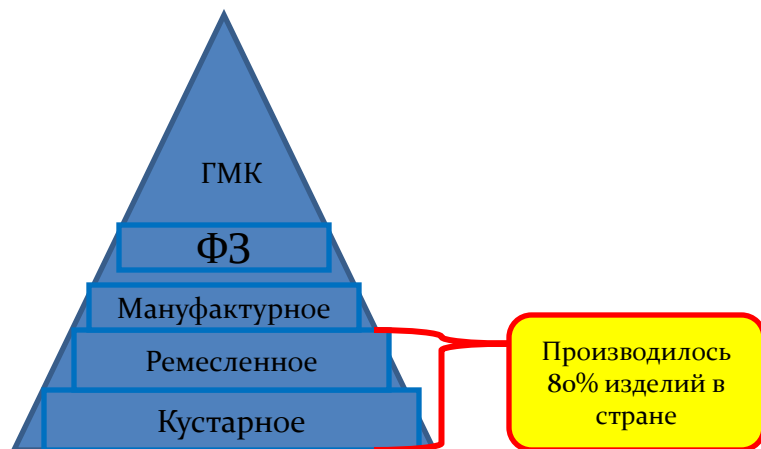 ГМК
ФЗ
Мануфактурное
Ремесленное
Кустарное
Производилось
80% изделий в
стране